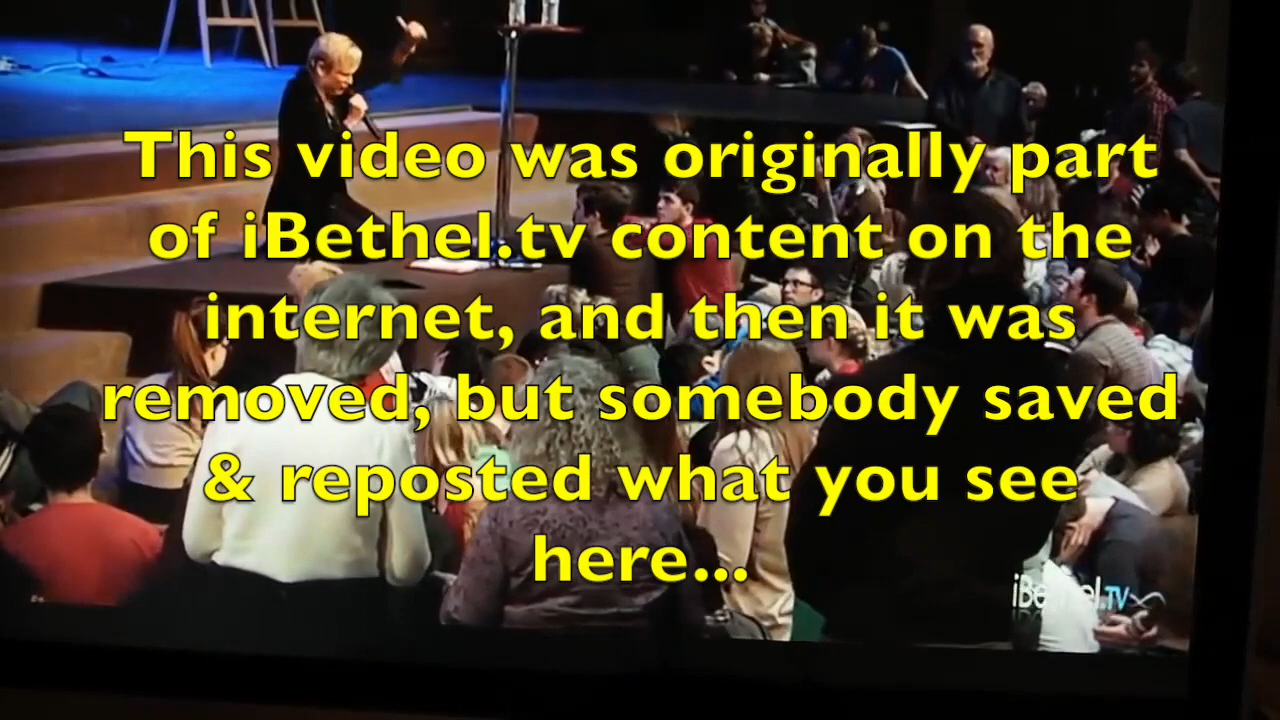 This video was originally part
of iBethel.tv content on the
internet, and then it was
removed, but somebody saved
& reposted what you see
here...
iBethel.TV